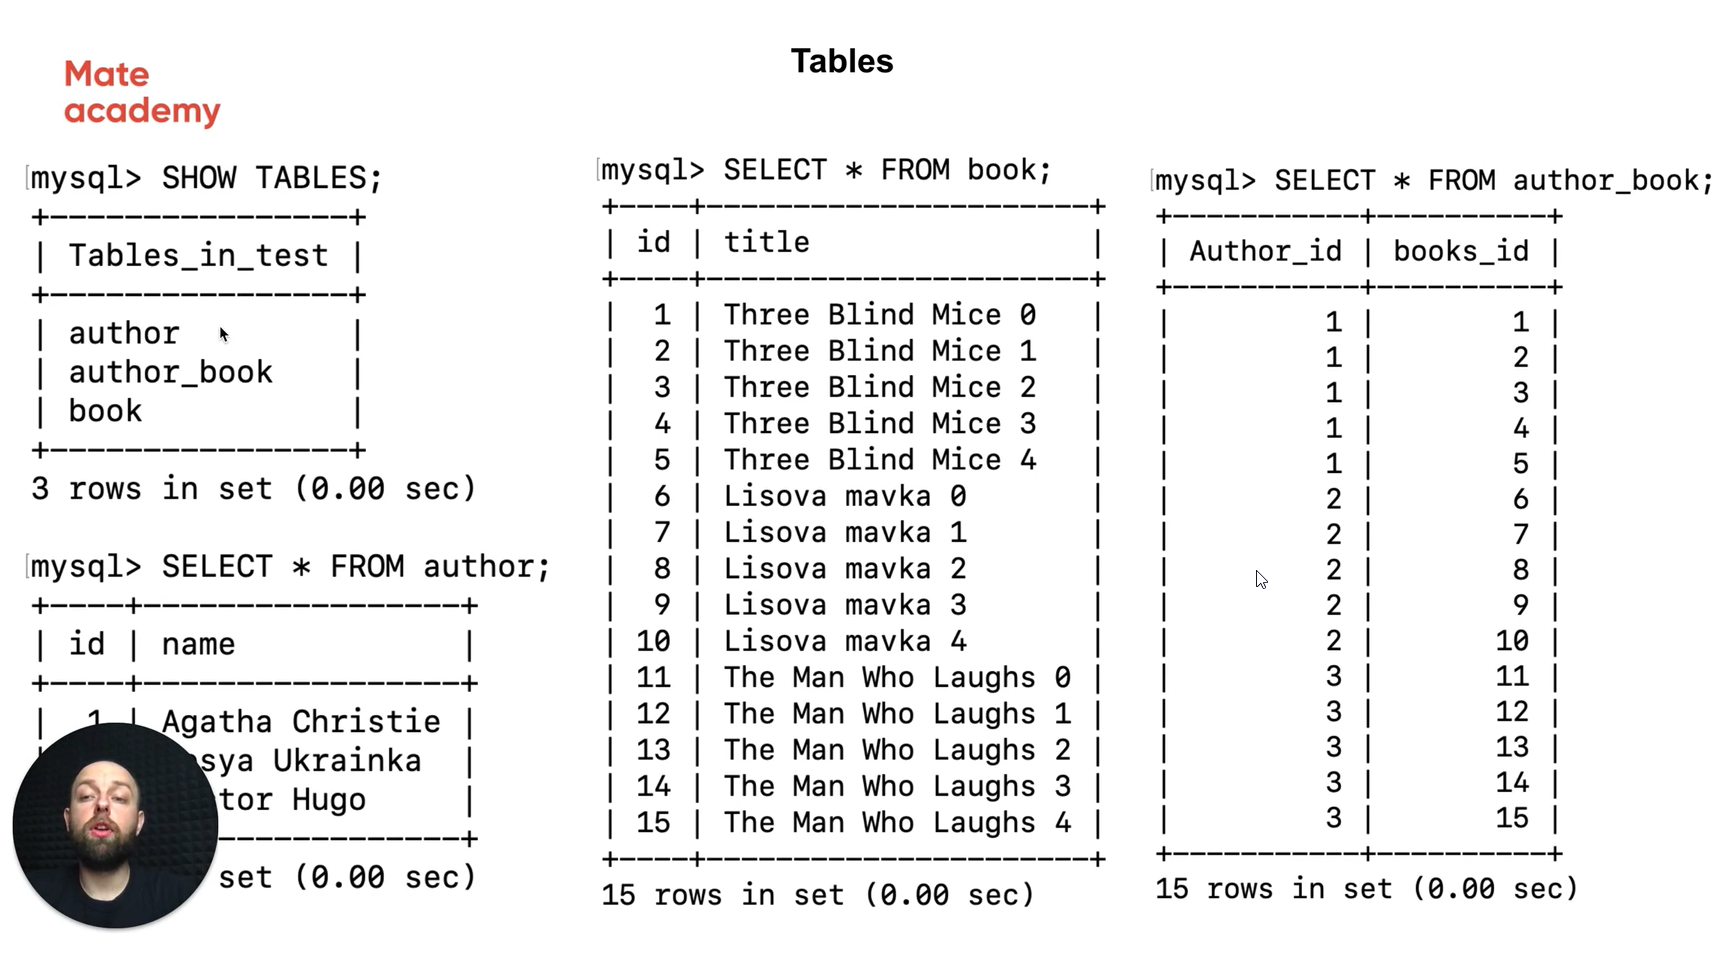 Tables
Mate
academy
mysql> SHOW TABLES;
+-----------------+
| Tables_in_test |
+-----------------+
| author |
| author_book |
| book |
+-----------------+
3 rows in set (0.00 sec)
mysql> SELECT * FROM author;
+----+-----------------+
| id | name |
+----+-----------------+
| 1 | Agatha Christie |
Ukrainka |
Hugo |
set (0.00 sec)
mysql> SELECT * FROM book;
+----+-----------------------+
| id | title |
+----+-----------------------+
| 1 | Three Blind Mice 0 |
| 2 | Three Blind Mice 1 |
| 3 | Three Blind Mice 2 |
| 4 | Three Blind Mice 3 |
| 5 | Three Blind Mice 4 |
| 6 | Lisova mavka 0 |
| 7 | Lisova mavka 1 |
| 8 | Lisova mavka 2 |
| 9 | Lisova mavka 3 |
| 10 | Lisova mavka 4 |
| 11 | The Man Who Laughs 0 |
| 12 | The Man Who Laughs 1 |
| 13 | The Man Who Laughs 2 |
| 14 | The Man Who Laughs 3 |
| 15 | The Man Who Laughs 4 |
+----+-----------------------+
15 rows in set (0.00 sec)
mysql> SELECT * FROM author_book;
+-----------+----------+
| Author_id | books_id |
+-----------+----------+
| 1 | 1 |
| 1 | 2 |
| 1 | 3 |
| 1 | 4 |
| 1 | 5 |
| 2 | 6 |
| 2 | 7 |
| 2 | 8 |
| 2 | 9 |
| 2 | 10 |
| 3 | 11 |
| 3 | 12 |
| 3 | 13 |
| 3 | 14 |
| 3 | 15 |
+-----------+----------+
15 rows in set (0.00 sec)